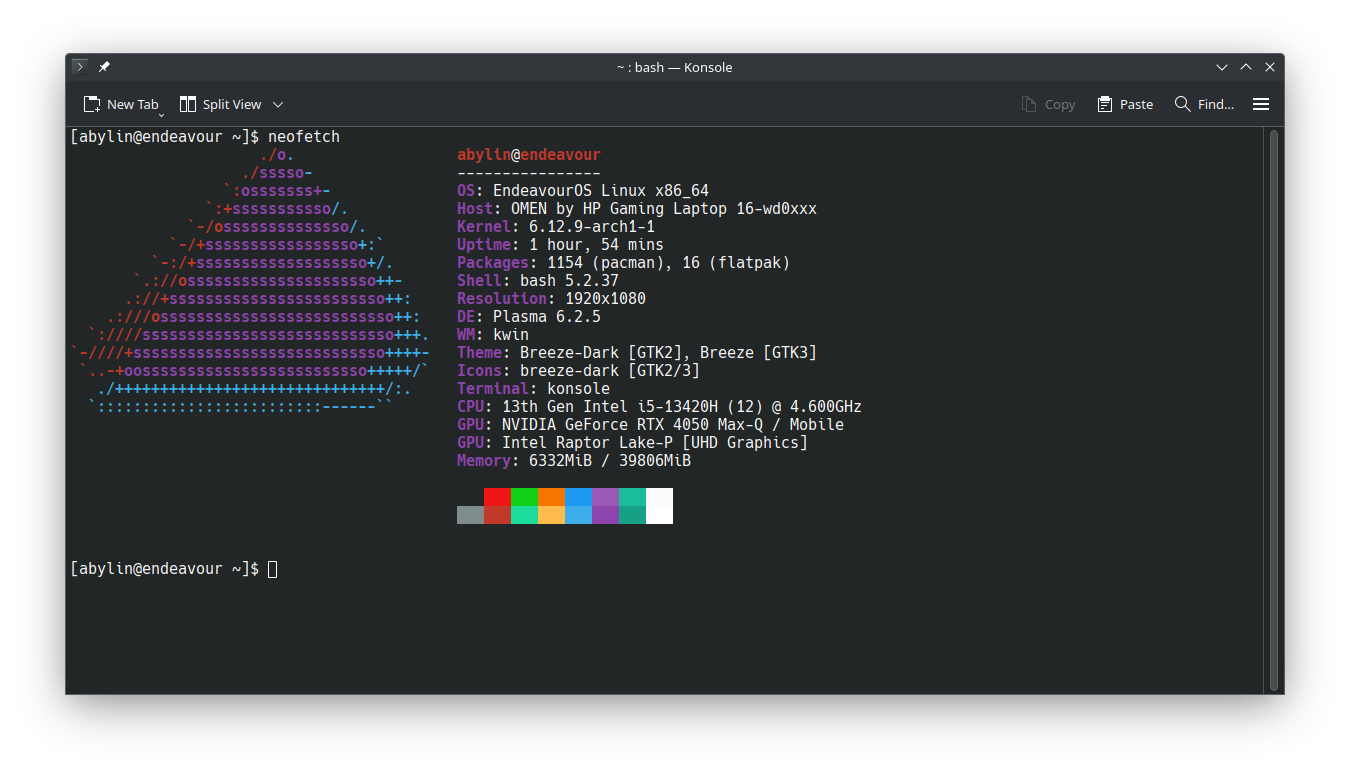 ~ : bash — Konsole
New Tab Split View Copy Paste Find...
[abylin@endeavour ~]$ neofetch
./o. abylin@endeavour
./sssso- ----------------
`:osssssss+- OS: EndeavourOS Linux x86_64
`:+sssssssssso/. Host: OMEN by HP Gaming Laptop 16-wd0xxx
`-/ossssssssssssso/. Kernel: 6.12.9-arch1-1
`-/+sssssssssssssssso+:` Uptime: 1 hour, 54 mins
`-:/+sssssssssssssssssso+/. Packages: 1154 (pacman), 16 (flatpak)
`.://osssssssssssssssssssso++- Shell: bash 5.2.37
.://+ssssssssssssssssssssssso++: Resolution: 1920x1080
.:///ossssssssssssssssssssssssso++: DE: Plasma 6.2.5
`:////ssssssssssssssssssssssssssso+++. WM: kwin
`-////+ssssssssssssssssssssssssssso++++- Theme: Breeze-Dark [GTK2], Breeze [GTK3]
`..-+oosssssssssssssssssssssssso+++++/` Icons: breeze-dark [GTK2/3]
./++++++++++++++++++++++++++++++/:. Terminal: konsole
`:::::::::::::::::::::::::------`` CPU: 13th Gen Intel i5-13420H (12) @ 4.600GHz
GPU: NVIDIA GeForce RTX 4050 Max-Q / Mobile
GPU: Intel Raptor Lake-P [UHD Graphics]
Memory: 6332MiB / 39806MiB
[abylin@endeavour ~]$